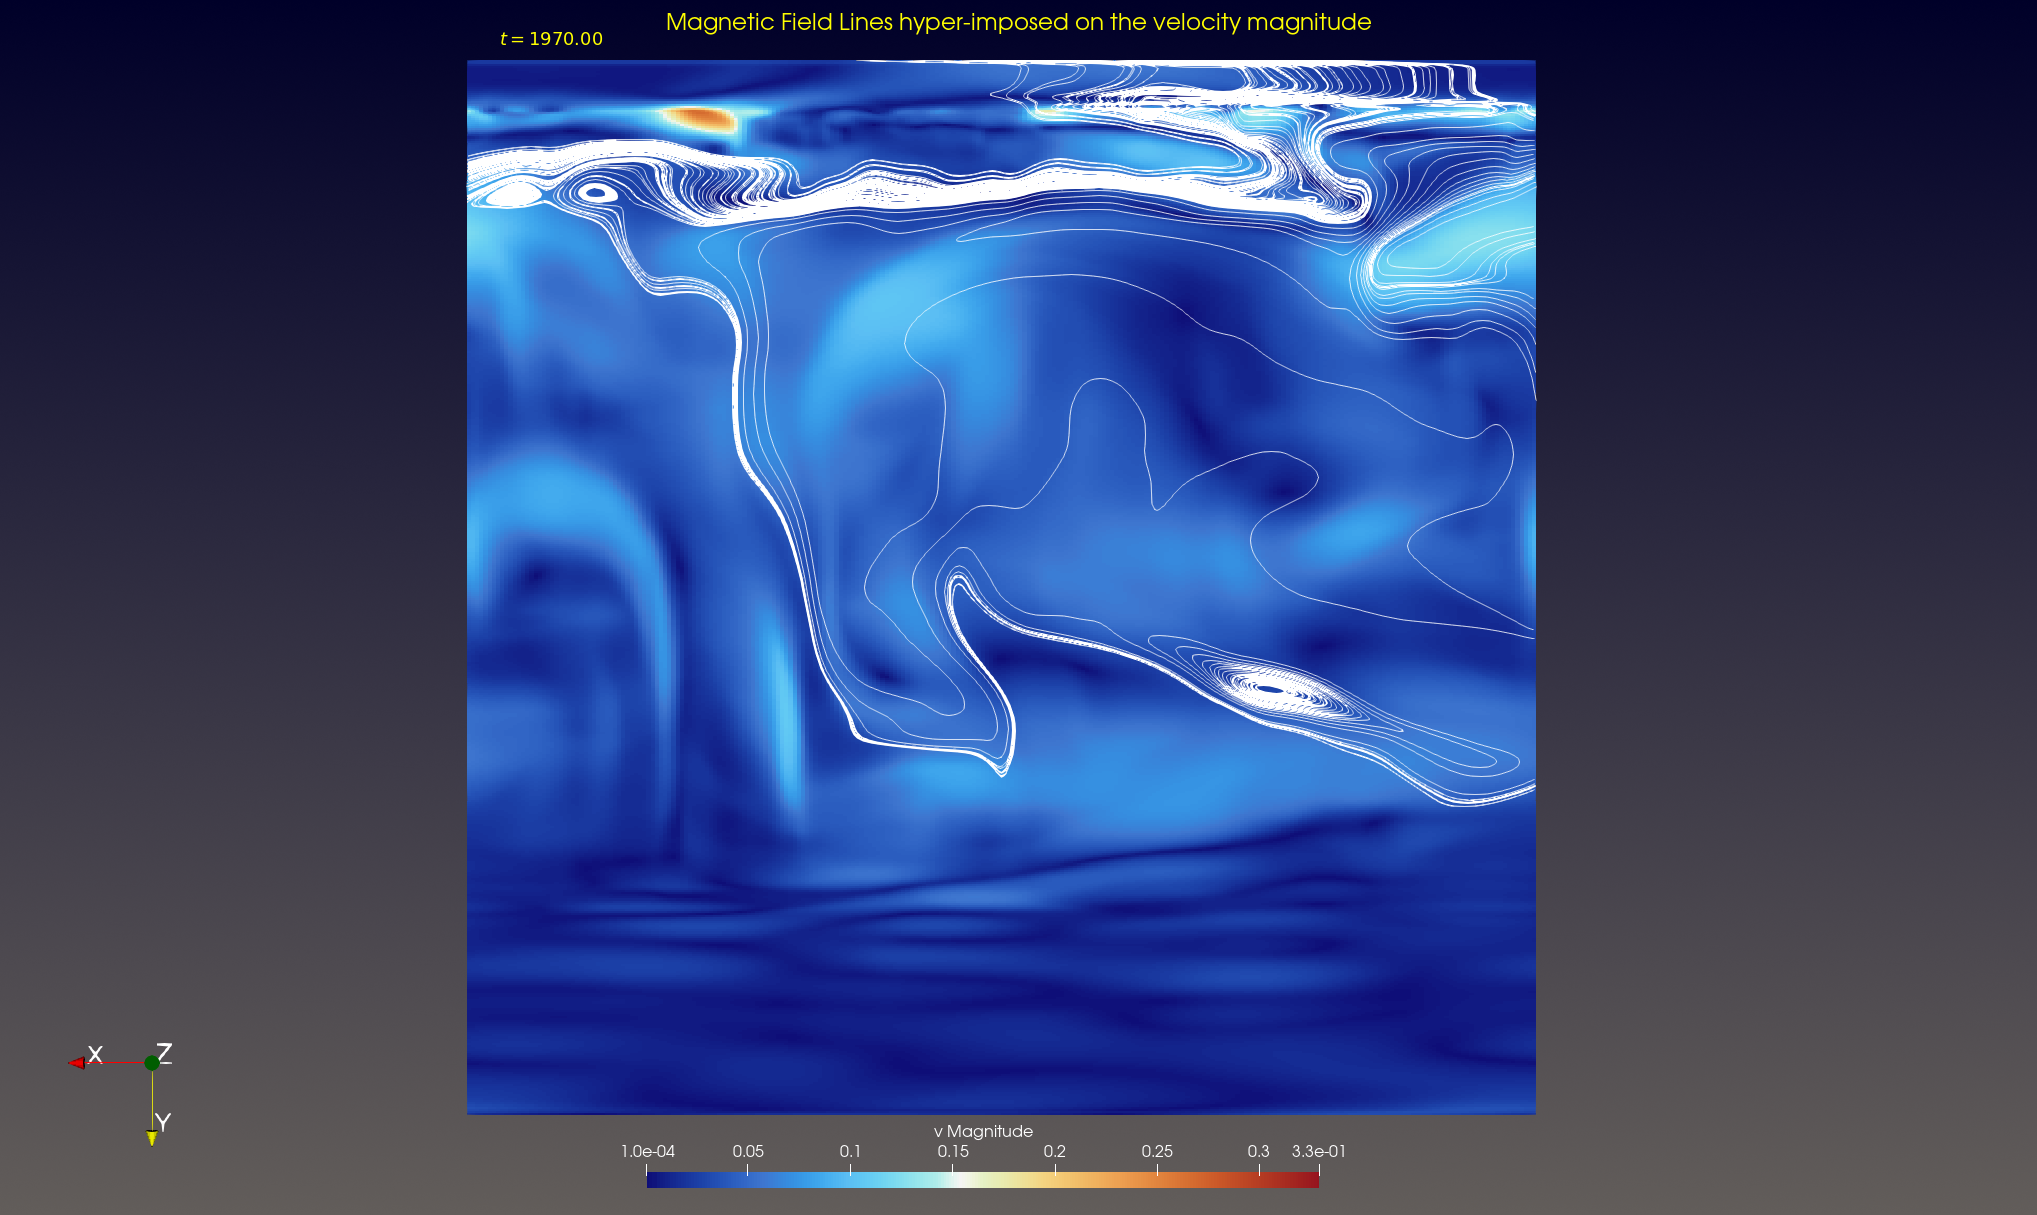 Magnetic Field Lines hyper-imposed on the velocity magnitude
t = 1970.00
X
Z
Y
v Magnitude
1.0e-04 0.05 0.1 0.15 0.2 0.25 0.3 3.3e-01